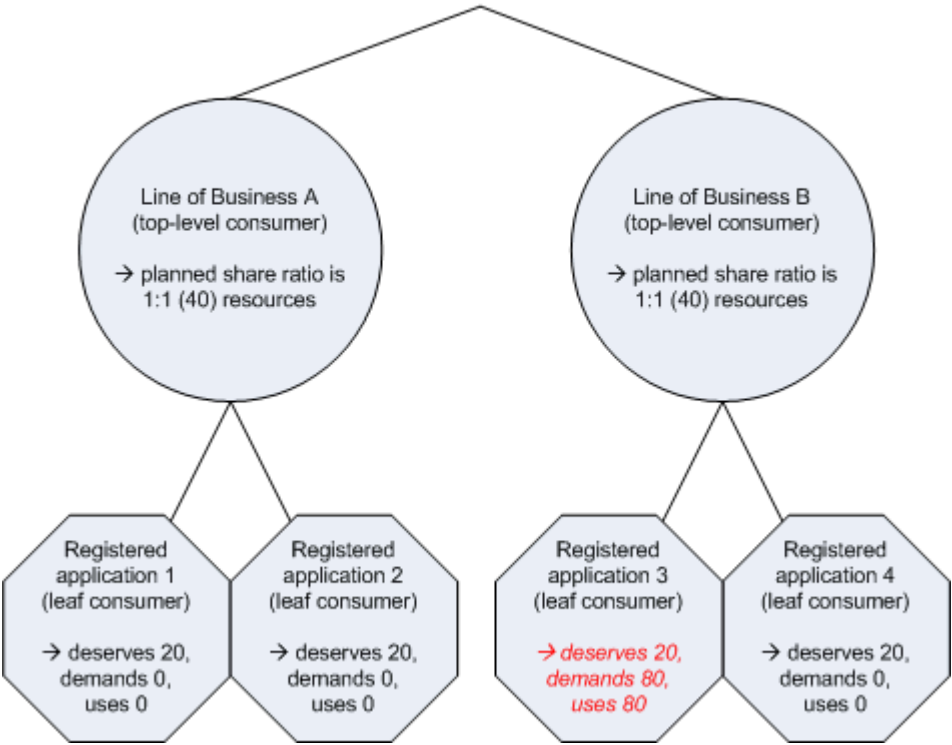 Line of Business A
(top-level consumer)
→ planned share ratio is
1:1 (40) resources
Line of Business B
(top-level consumer)
→ planned share ratio is
1:1 (40) resources
Registered
application 1
(leaf consumer)
→ deserves 20,
demands 0,
uses 0
Registered
application 2
(leaf consumer)
→ deserves 20,
demands 0,
uses 0
Registered
application 3
(leaf consumer)
→ deserves 20,
demands 80,
uses 80
Registered
application 4
(leaf consumer)
→ deserves 20,
demands 0,
uses 0